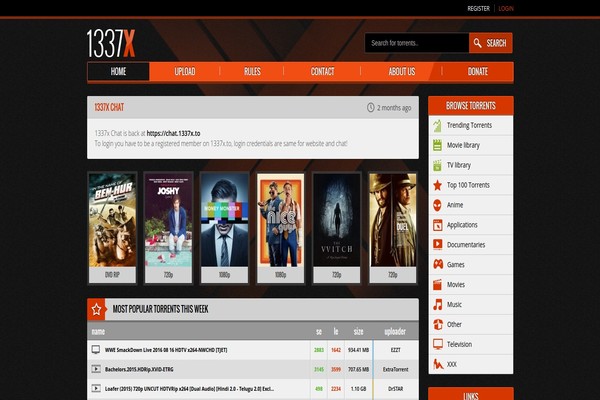 REGISTER | LOGIN
1337X
Search for torrents..
SEARCH
HOME
UPLOAD
RULES
CONTACT
ABOUT US
DONATE
1337X CHAT
2 months ago
1337x Chat is back at https://chat.1337x.to
To login you have to be a registered member on 1337x.to, login credentials are same for website and chat!
BEN-HUR
DVD RIP
JOSHY
720p
MONEY MONSTER
1080p
THE NICE GUYS
1080p
THE VVITCH
720p
DUEL
720p
MOST POPULAR TORRENTS THIS WEEK
name se le size uploader
WWE SmackDown Live 2016 08 16 HDTV x264-NWCHD [TJET] 2883 1642 934.41 MB EZZT
Bachelors.2015.HDRip.XViD-ETRG 3145 3599 707.65 MB ExtraTorrent
Loafer (2015) 720p UNCUT HDTVRip x264 [Dual Audio] [Hindi 2.0 - Telugu 2.0] Excl... 498 2234 1.10 GB DrSTAR
BROWSE TORRENTS
Trending Torrents
Movie library
TV library
Top 100 Torrents
Anime
Applications
Documentaries
Games
Movies
Music
Other
Television
XXX
LINKS